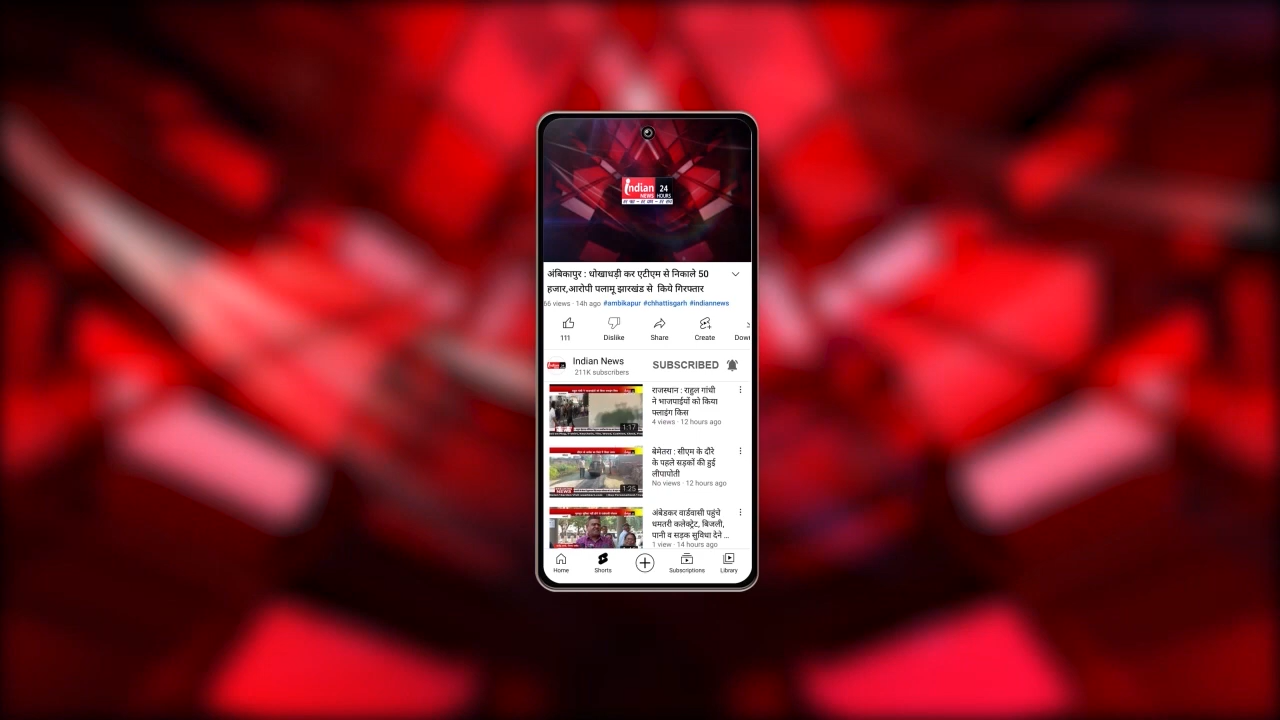 indian
NEWS
24
HOURS
अंबिकापुर : धोखाधड़ी कर एटीएम से निकाले 50
हजार,आरोपी पलामू झारखंड से किये गिरफ्तार
66 views · 14h ago #ambikapur #chhattisgarh #indiannews
111
Dislike
Share
Create
Down
Indian News
211K subscribers
SUBSCRIBED
राजस्थान : राहुल गांधी
ने भाजपाईयों को किया
फ्लाइंग किस
4 views · 12 hours ago
1:17
बेमेतरा : सीएम के दौरे
के पहले सड़कों की हुई
लीपापोती
No views · 12 hours ago
1:25
अंबेडकर वार्डवासी पहुंचे
धमतरी कलेक्ट्रेट, बिजली,
पानी व सड़क सुविधा देने ...
1 view · 14 hours ago
Home
Shorts
Subscriptions
Library